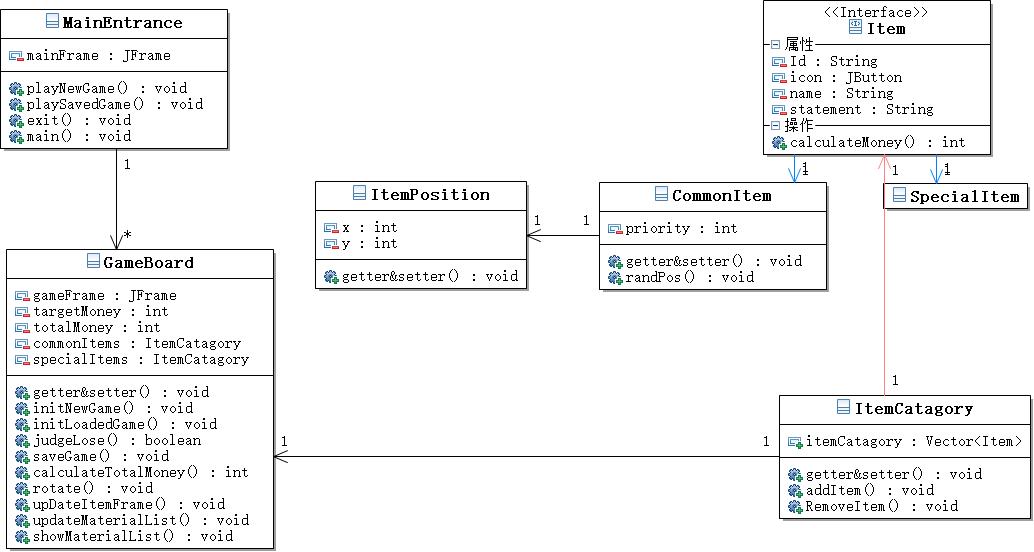 MainEntrance
mainFrame : JFrame
playNewGame() : void
playSavedGame() : void
exit() : void
main() : void
1
*
<<Interface>>
Item
属性
Id : String
icon : JButton
name : String
statement : String
操作
calculateMoney() : int
1
1
1
SpecialItem
ItemPosition
x : int
y : int
getter&setter() : void
1
1
CommonItem
priority : int
getter&setter() : void
randPos() : void
GameBoard
gameFrame : JFrame
targetMoney : int
totalMoney : int
commonItems : ItemCatagory
specialItems : ItemCatagory
getter&setter() : void
initNewGame() : void
initLoadedGame() : void
judgeLose() : boolean
saveGame() : void
calculateTotalMoney() : int
rotate() : void
upDateItemFrame() : void
updateMaterialList() : void
showMaterialList() : void
1
1
1
ItemCatagory
itemCatagory : Vector<Item>
getter&setter() : void
addItem() : void
RemoveItem() : void